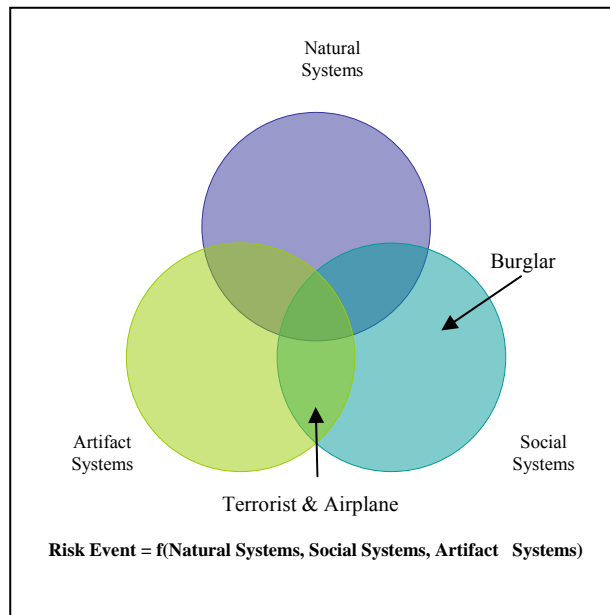 Natural
Systems
Burglar
Artifact
Systems
Social
Systems
Terrorist & Airplane
Risk Event = f(Natural Systems, Social Systems, Artifact Systems)